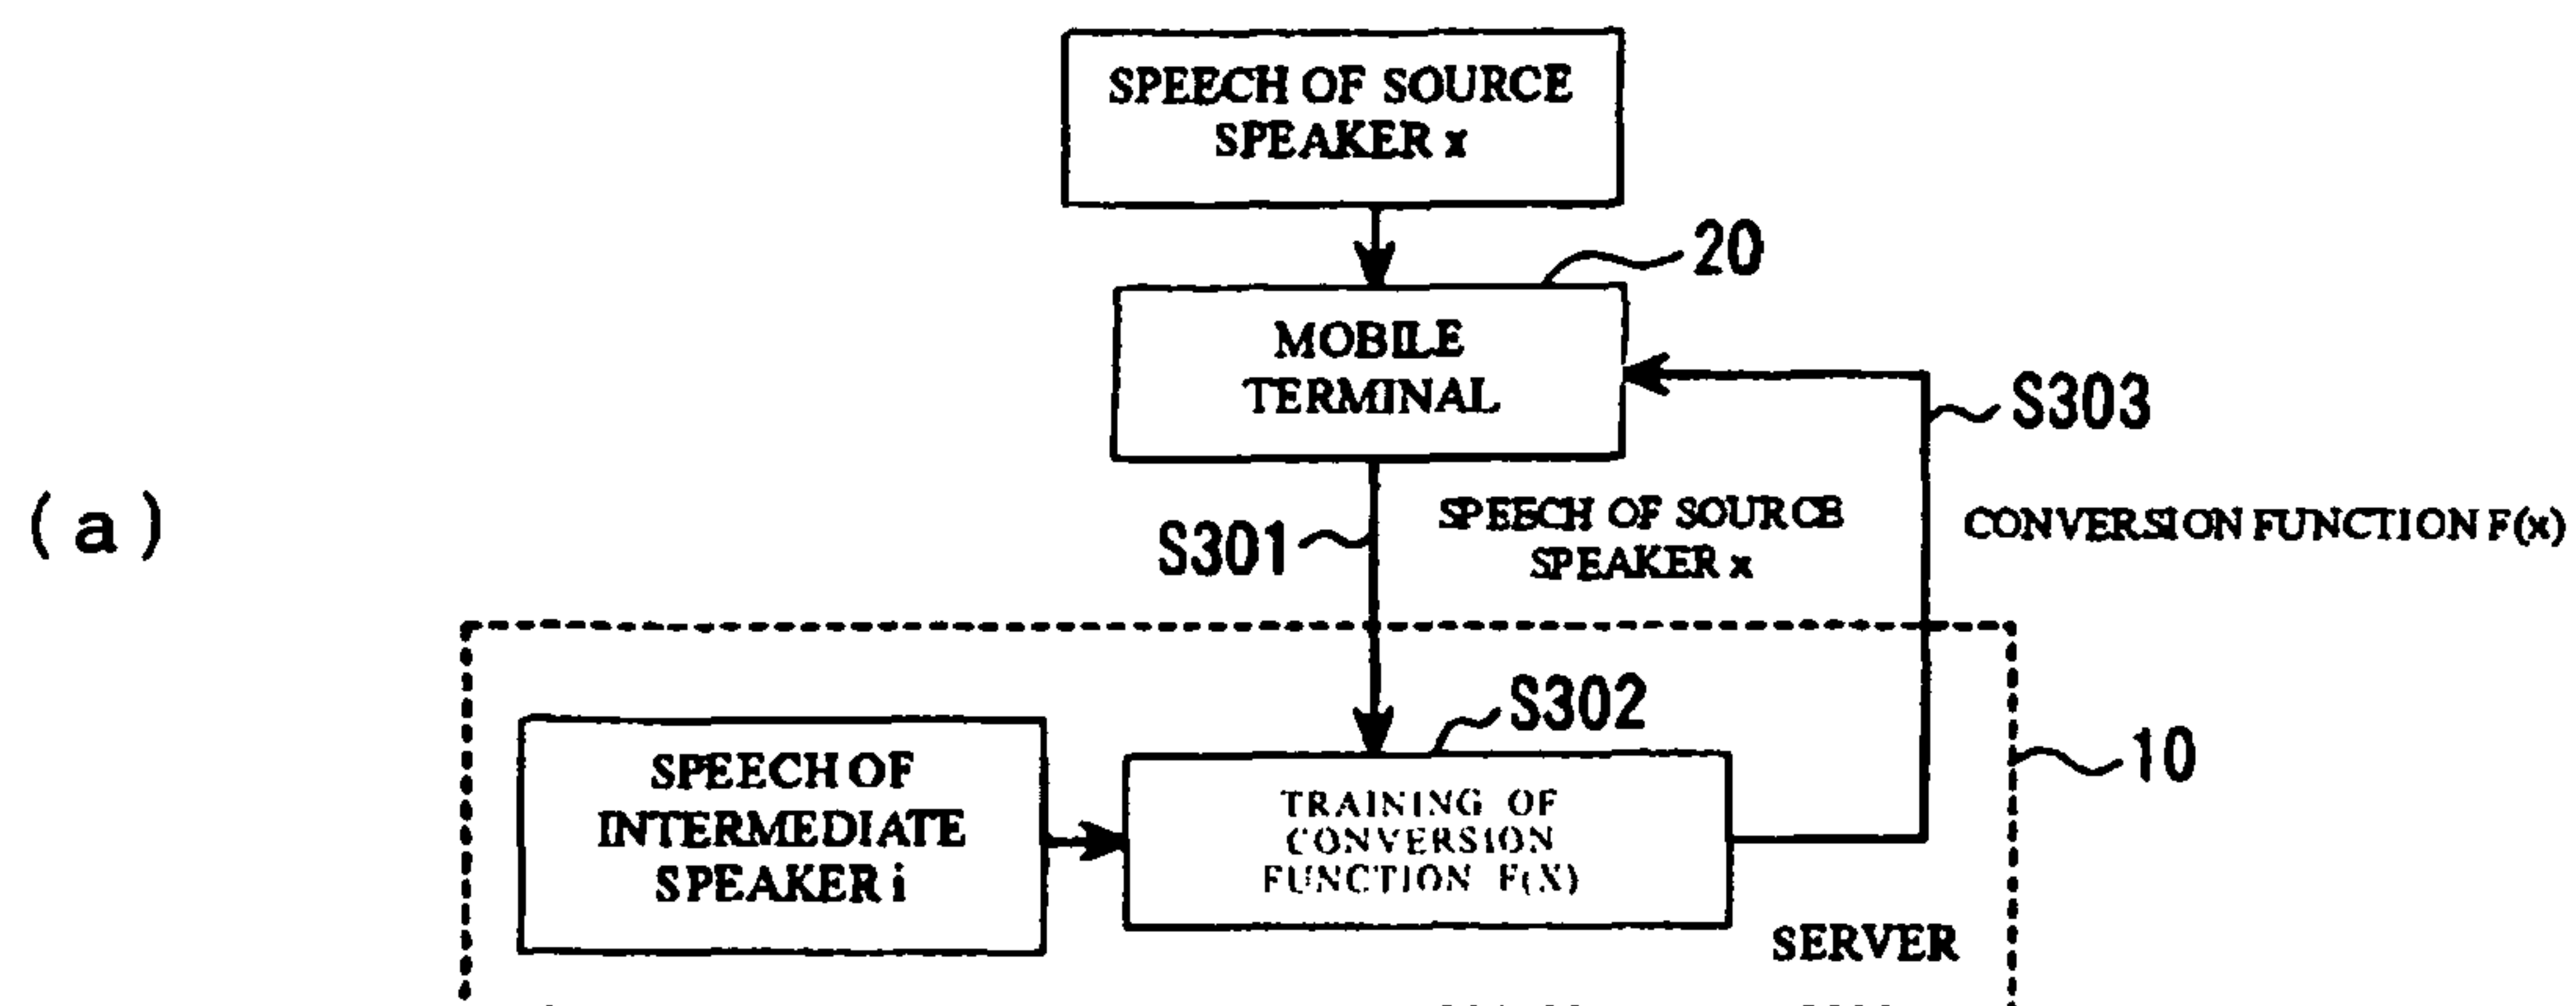 SPEECH OF SOURCE
SPEAKER x
20
MOBILE
TERMINAL
S303
(a)
S301
SPEECH OF SOURCE
SPEAKER x
CONVERSION FUNCTION F(x)
S302
10
SPEECH OF
INTERMEDIATE
SPEAKER i
TRAINING OF
CONVERSION
FUNCTION F(X)
SERVER